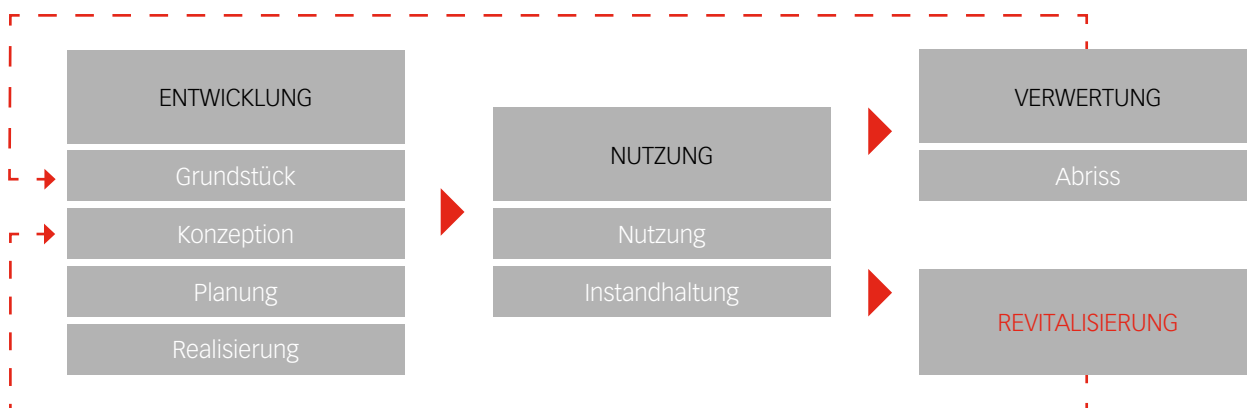 ENTWICKLUNG
Grundstück
Konzeption
Planung
Realisierung
NUTZUNG
Nutzung
Instandhaltung
VERWERTUNG
Abriss
REVITALISIERUNG